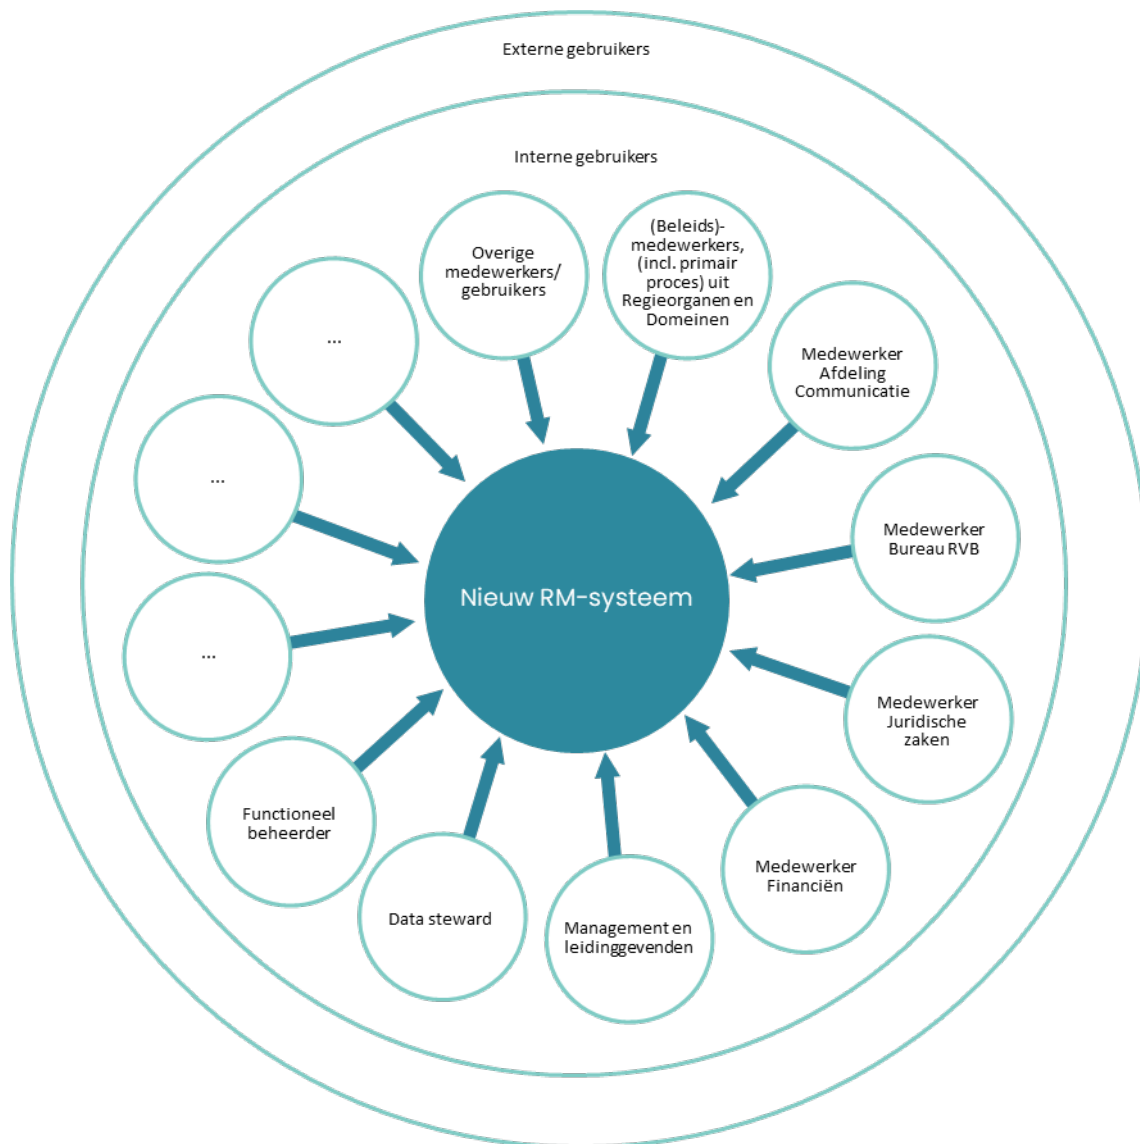 Externe gebruikers
Interne gebruikers
Overige
medewerkers/
gebruikers
(Beleids)-
medewerkers,
(incl. primair
proces) uit
Regieorganen en
Domeinen
Medewerker
Afdeling
Communicatie
Medewerker
Bureau RVB
Medewerker
Juridische
zaken
Medewerker
Financiën
Management en
leidinggevenden
Data steward
Functioneel
beheerder
...
...
...
Nieuw RM-systeem